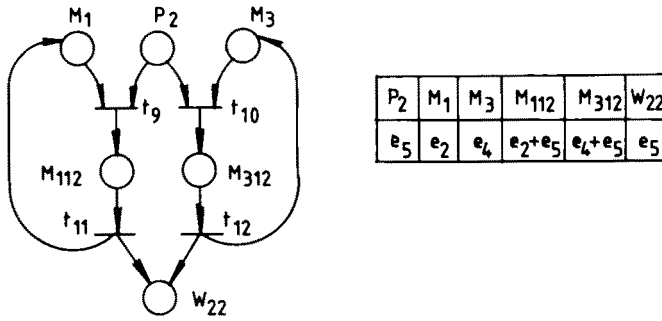 M1 P2 M3
t9 t10
M112 M312
t11 t12
W22
P2 M1 M3 M112 M312 W22
e5 e2 e4 e2+e5 e4+e5 e5